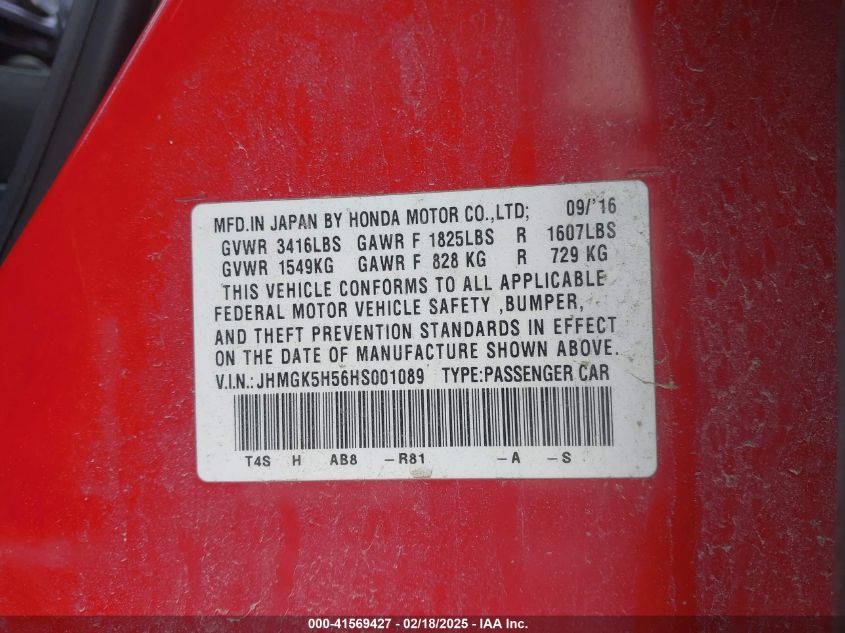 MFD.IN JAPAN BY HONDA MOTOR CO.,LTD; 09/'16
GVWR 3416LBS GAWR F 1825LBS R 1607LBS
GVWR 1549KG GAWR F 828 KG R 729 KG
THIS VEHICLE CONFORMS TO ALL APPLICABLE
FEDERAL MOTOR VEHICLE SAFETY ,BUMPER,
AND THEFT PREVENTION STANDARDS IN EFFECT
ON THE DATE OF MANUFACTURE SHOWN ABOVE.
V.I.N.: JHMGK5H56HS001089 TYPE:PASSENGER CAR
T4S H AB8 -R81 -A -S
000-41569427 - 02/18/2025 - IAA Inc.